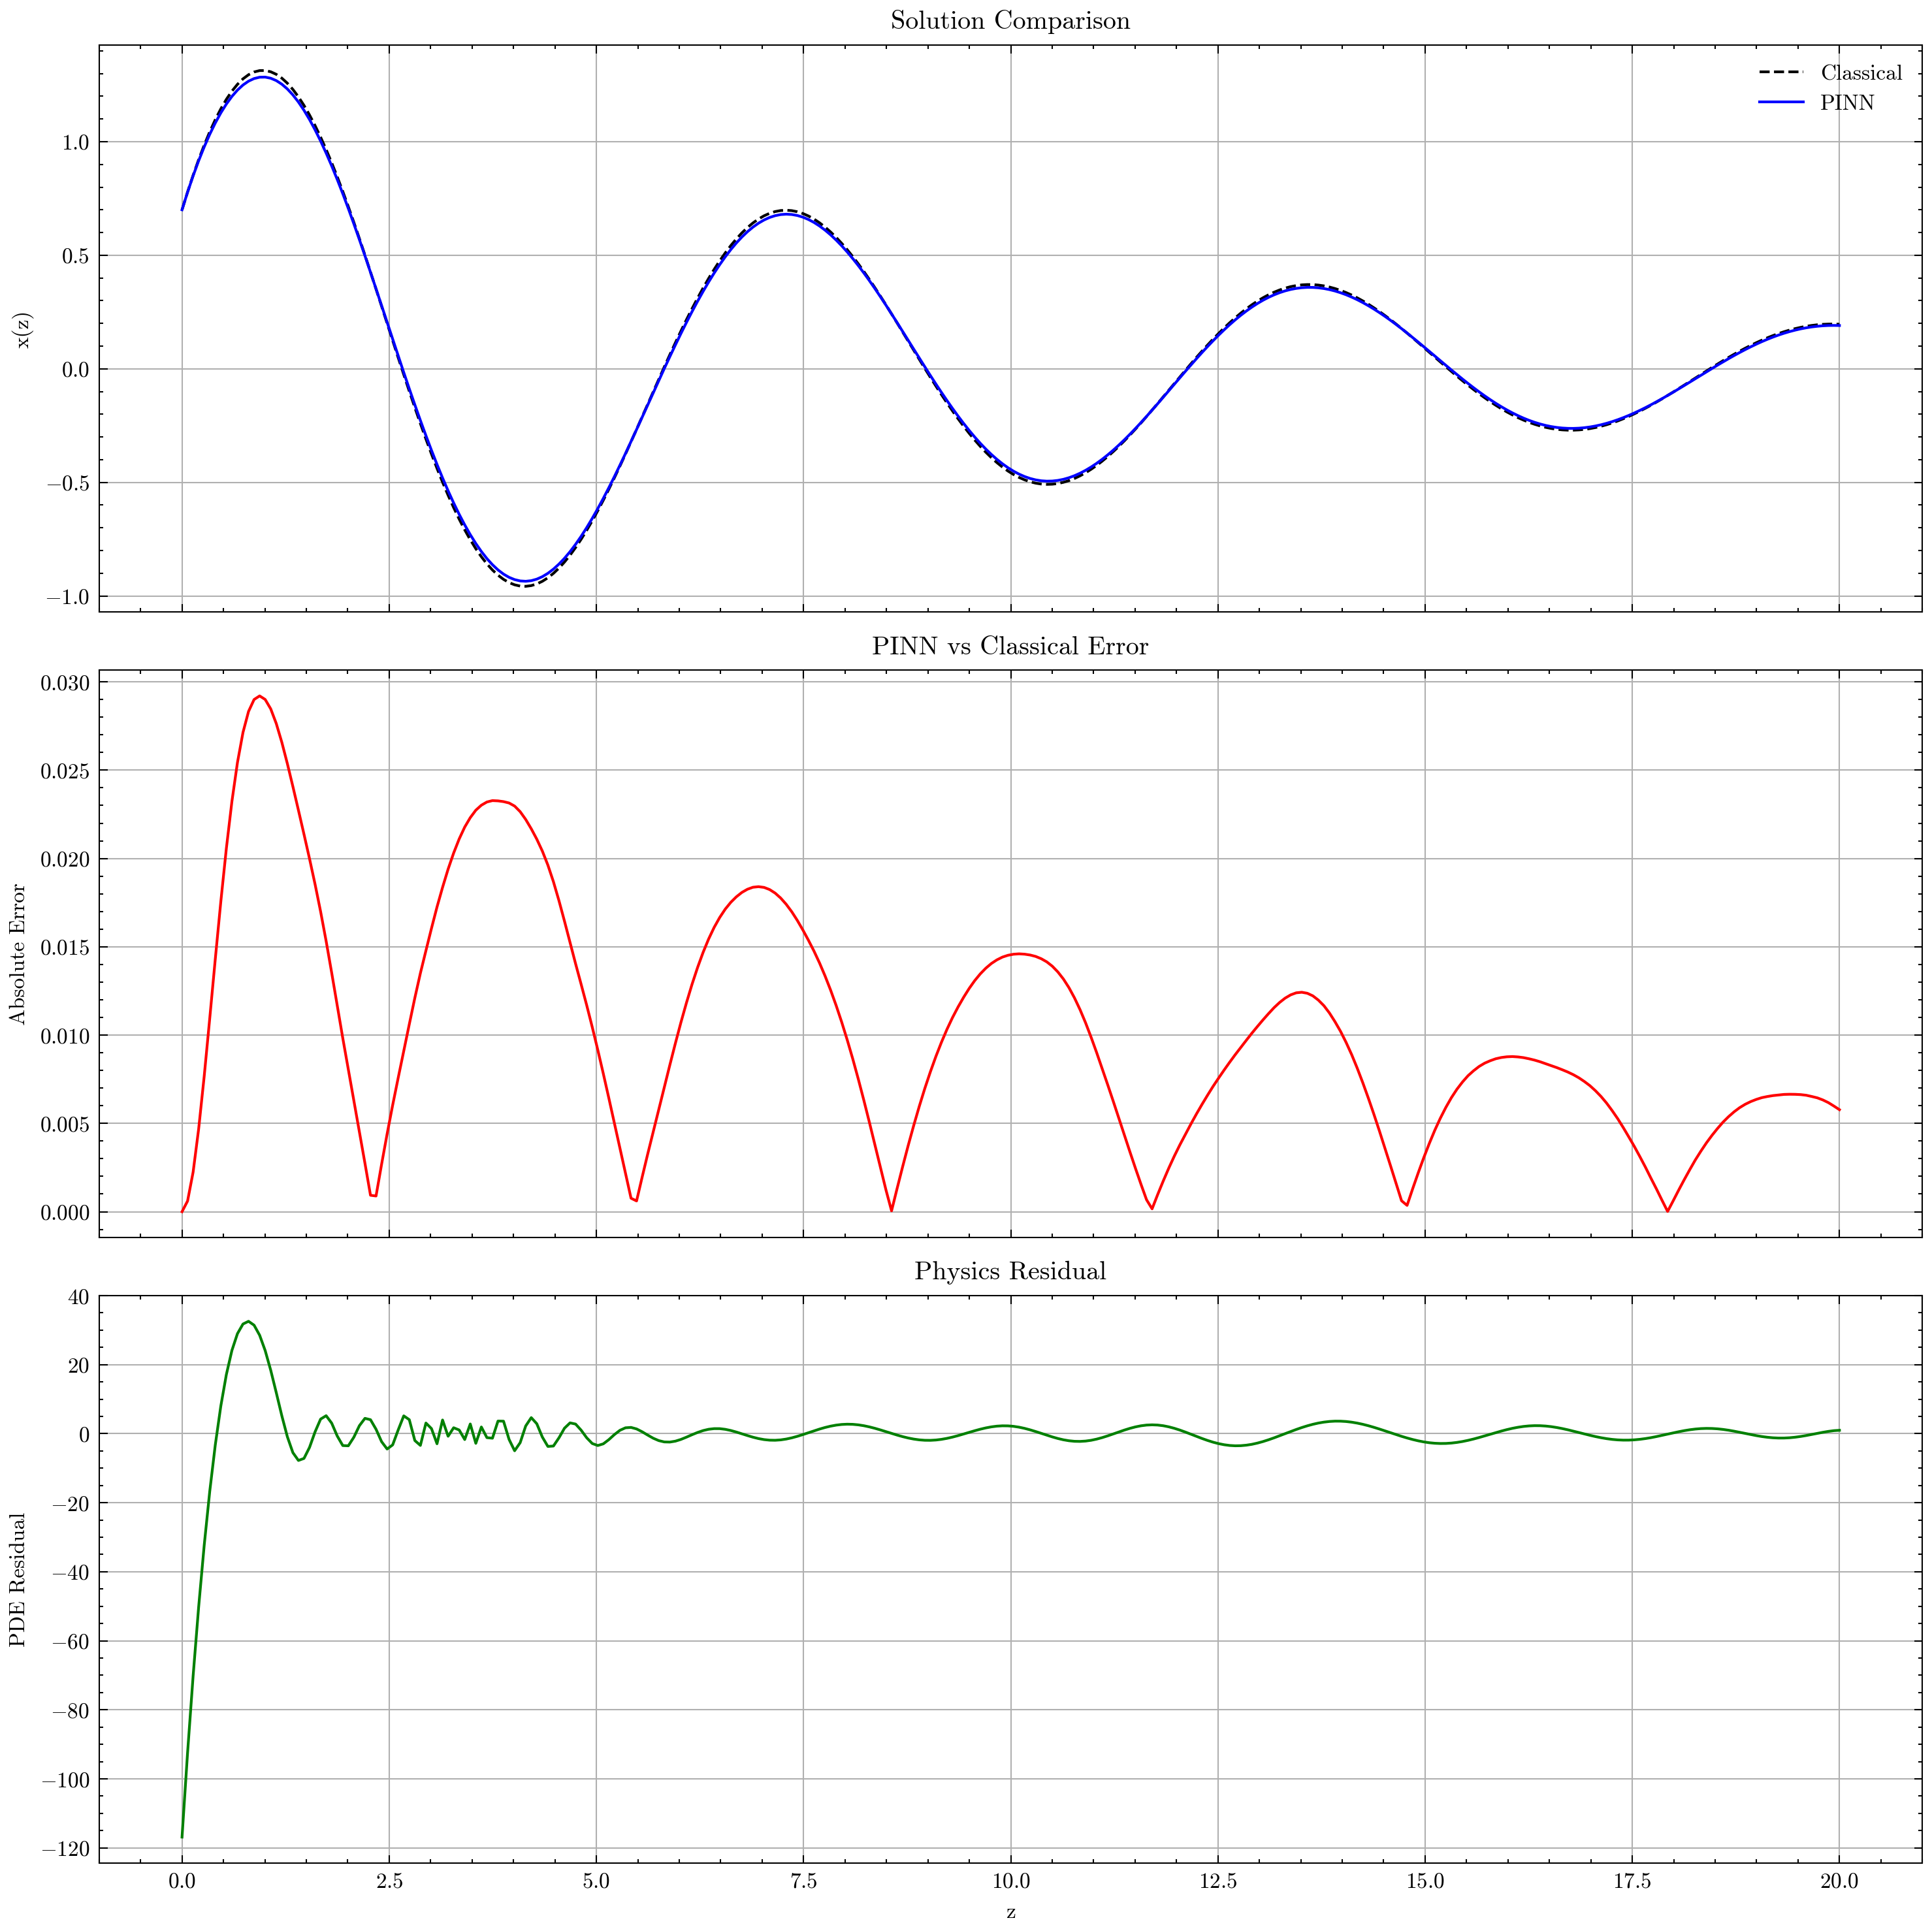 Solution Comparison
Classical
PINN
x(z)
1.0
0.5
0.0
−0.5
−1.0
PINN vs Classical Error
Absolute Error
0.030
0.025
0.020
0.015
0.010
0.005
0.000
Physics Residual
PDE Residual
40
20
0
−20
−40
−60
−80
−100
−120
0.0 2.5 5.0 7.5 10.0 12.5 15.0 17.5 20.0
z